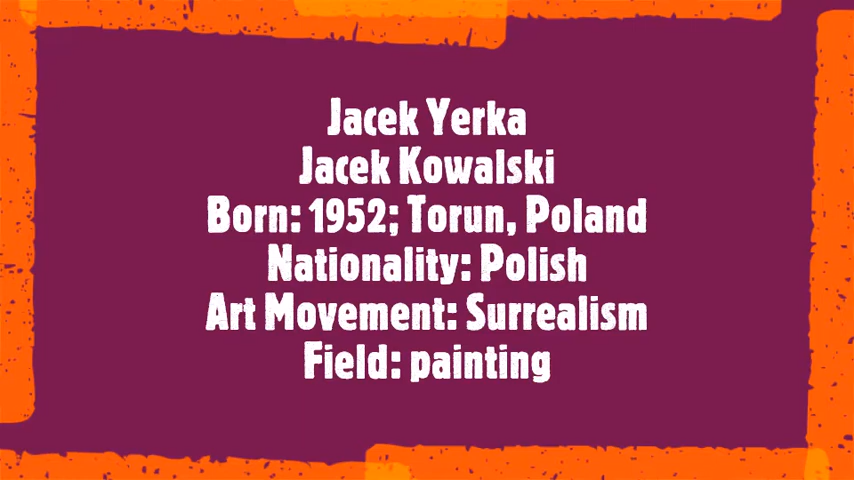 Jacek Yerka
Jacek Kowalski
Born: 1952; Torun, Poland
Nationality: Polish
Art Movement: Surrealism
Field: painting